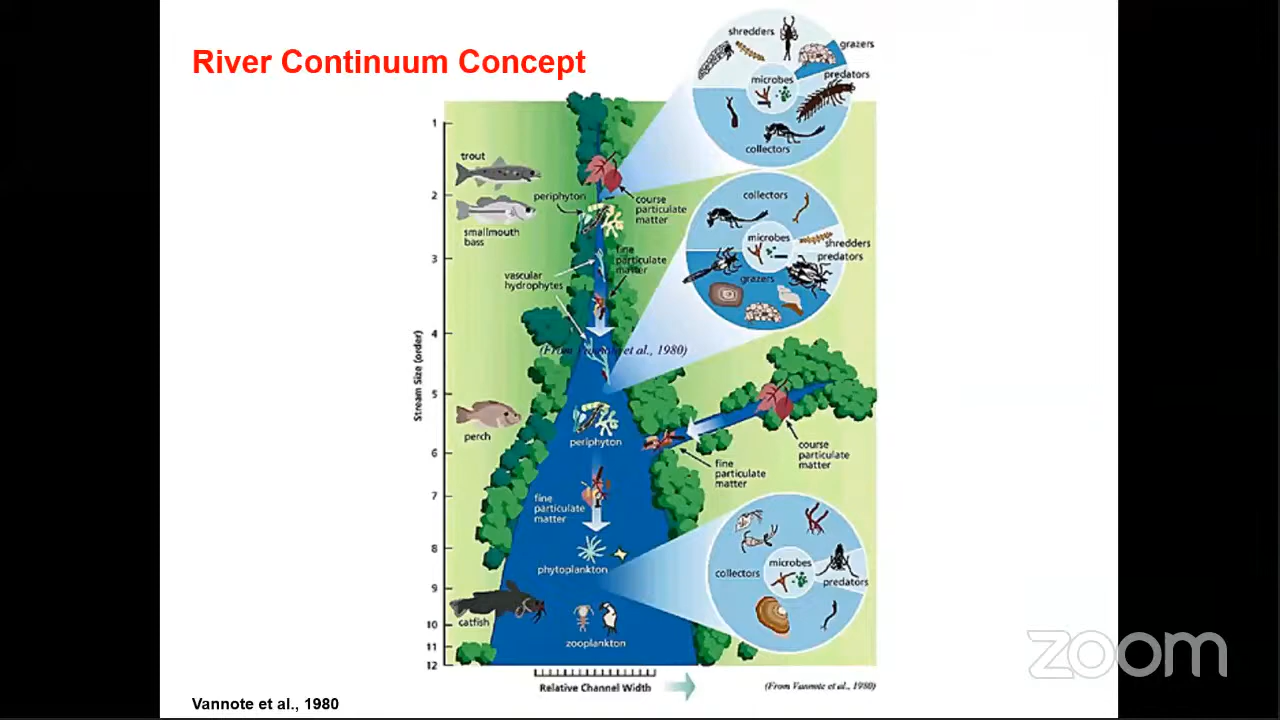 River Continuum Concept
shredders
grazers
microbes
predators
collectors
1
trout
2
periphyton
course
particulate
matter
smallmouth
bass
collectors
microbes
shredders
predators
grazers
3
fine
particulate
matter
vascular
hydrophytes
4
(From Vannote et al., 1980)
Stream Size (order)
5
perch
periphyton
6
course
particulate
matter
fine
particulate
matter
7
fine
particulate
matter
8
phytoplankton
collectors
microbes
predators
9
catfish
10
zooplankton
11
12
Relative Channel Width
(From Vannote et al., 1980)
Vannote et al., 1980
zoom